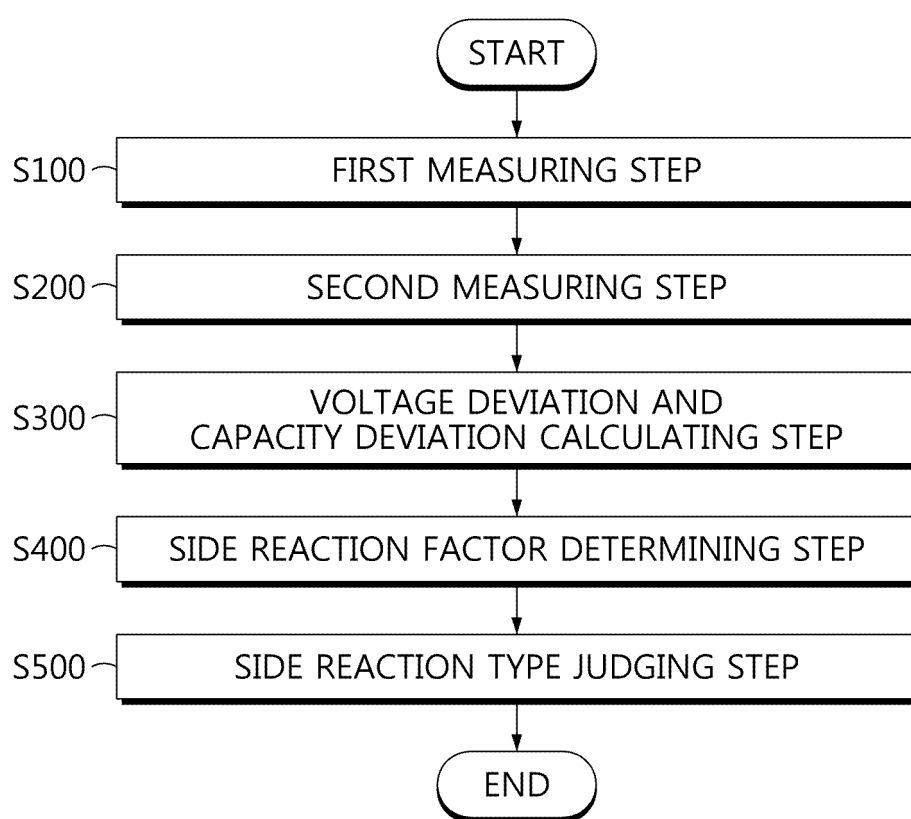 START
S100
FIRST MEASURING STEP
S200
SECOND MEASURING STEP
S300
VOLTAGE DEVIATION AND
CAPACITY DEVIATION CALCULATING STEP
S400
SIDE REACTION FACTOR DETERMINING STEP
S500
SIDE REACTION TYPE JUDGING STEP
END